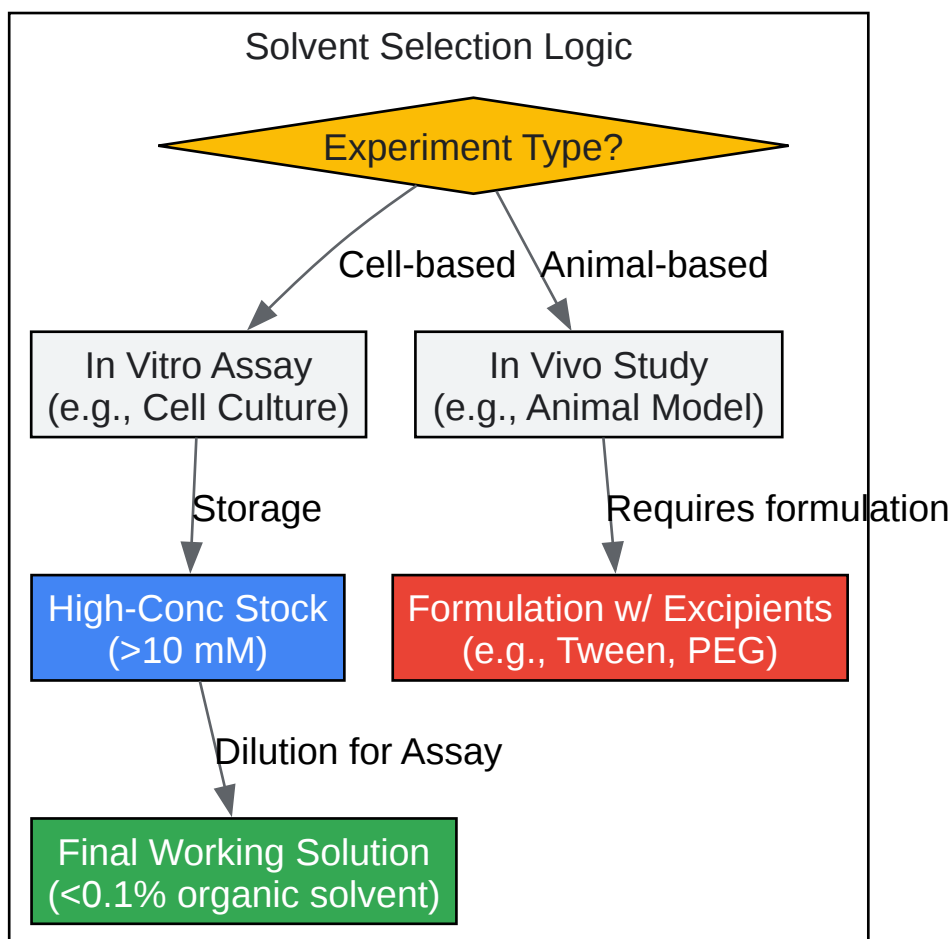 Solvent Selection Logic
Experiment Type?
Cell-based
Animal-based
In Vitro Assay
(e.g., Cell Culture)
In Vivo Study
(e.g., Animal Model)
Storage
Requires formulation
High-Conc Stock
(>10 mM)
Formulation w/ Excipients
(e.g., Tween, PEG)
Dilution for Assay
Final Working Solution
(<0.1% organic solvent)